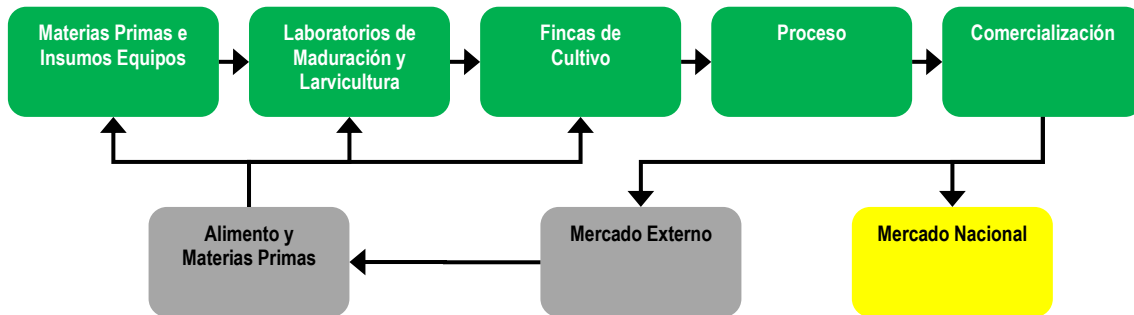 Materias Primas e
Insumos Equipos
Laboratorios de
Maduración y
Larvicultura
Fincas de
Cultivo
Proceso
Comercialización
Alimento y
Materias Primas
Mercado Externo
Mercado Nacional